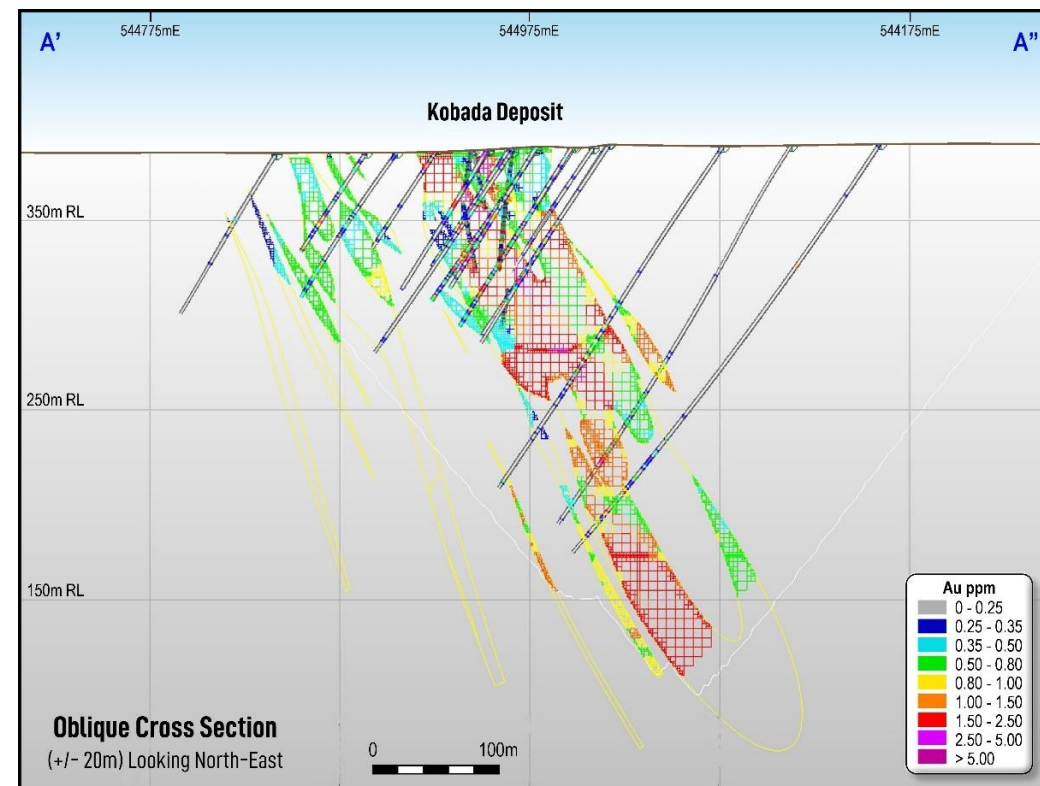 544775mE 544975mE 544175mE
A' A"
Kobada Deposit
350m RL
250m RL
150m RL
Au ppm
0 - 0.25
0.25 - 0.35
0.35 - 0.50
0.50 - 0.80
0.80 - 1.00
1.00 - 1.50
1.50 - 2.50
2.50 - 5.00
> 5.00
Oblique Cross Section
(+/- 20m) Looking North-East
0 100m